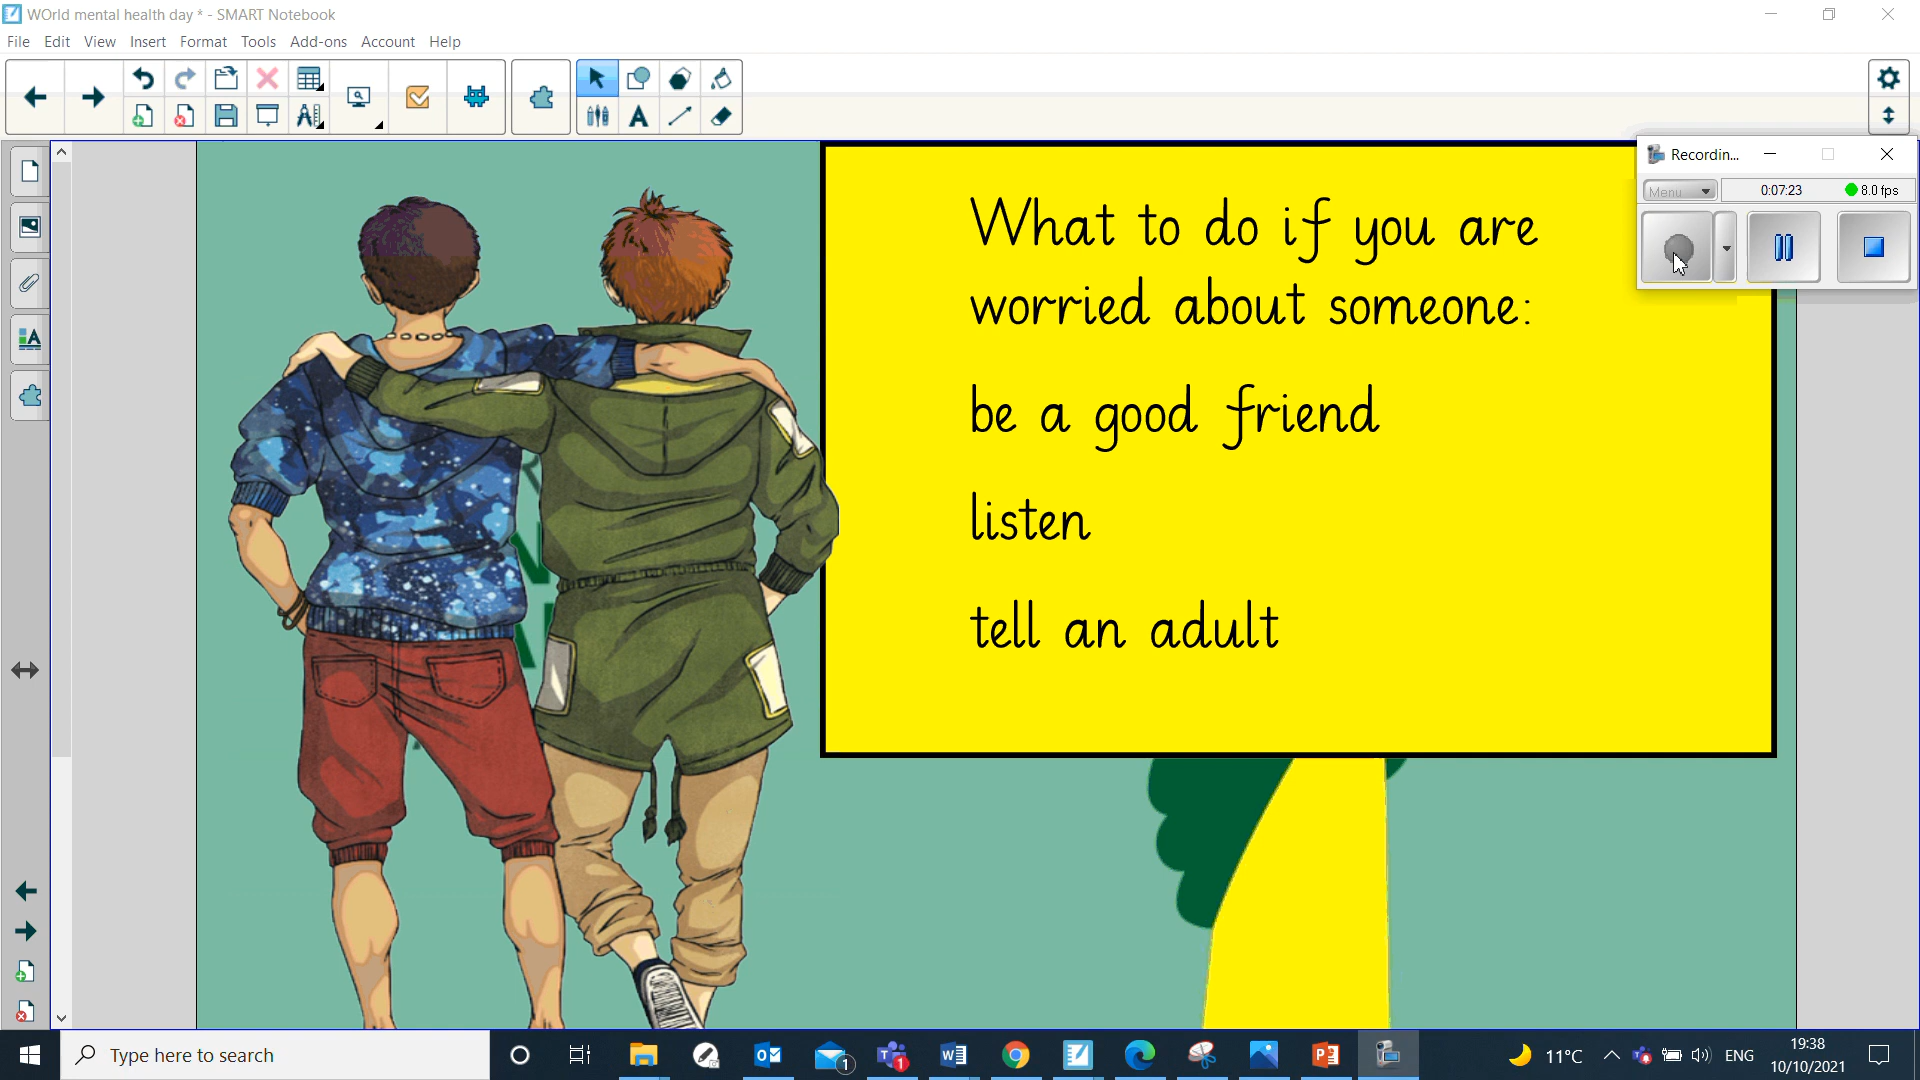 WOrld mental health day * - SMART Notebook
File Edit View Insert Format Tools Add-ons Account Help
Recordin...
Menu 0:07:23 8.0 fps
What to do if you are
worried about someone:
be a good friend
listen
tell an adult
Type here to search
1
1
11°C
ENG
19:38
10/10/2021